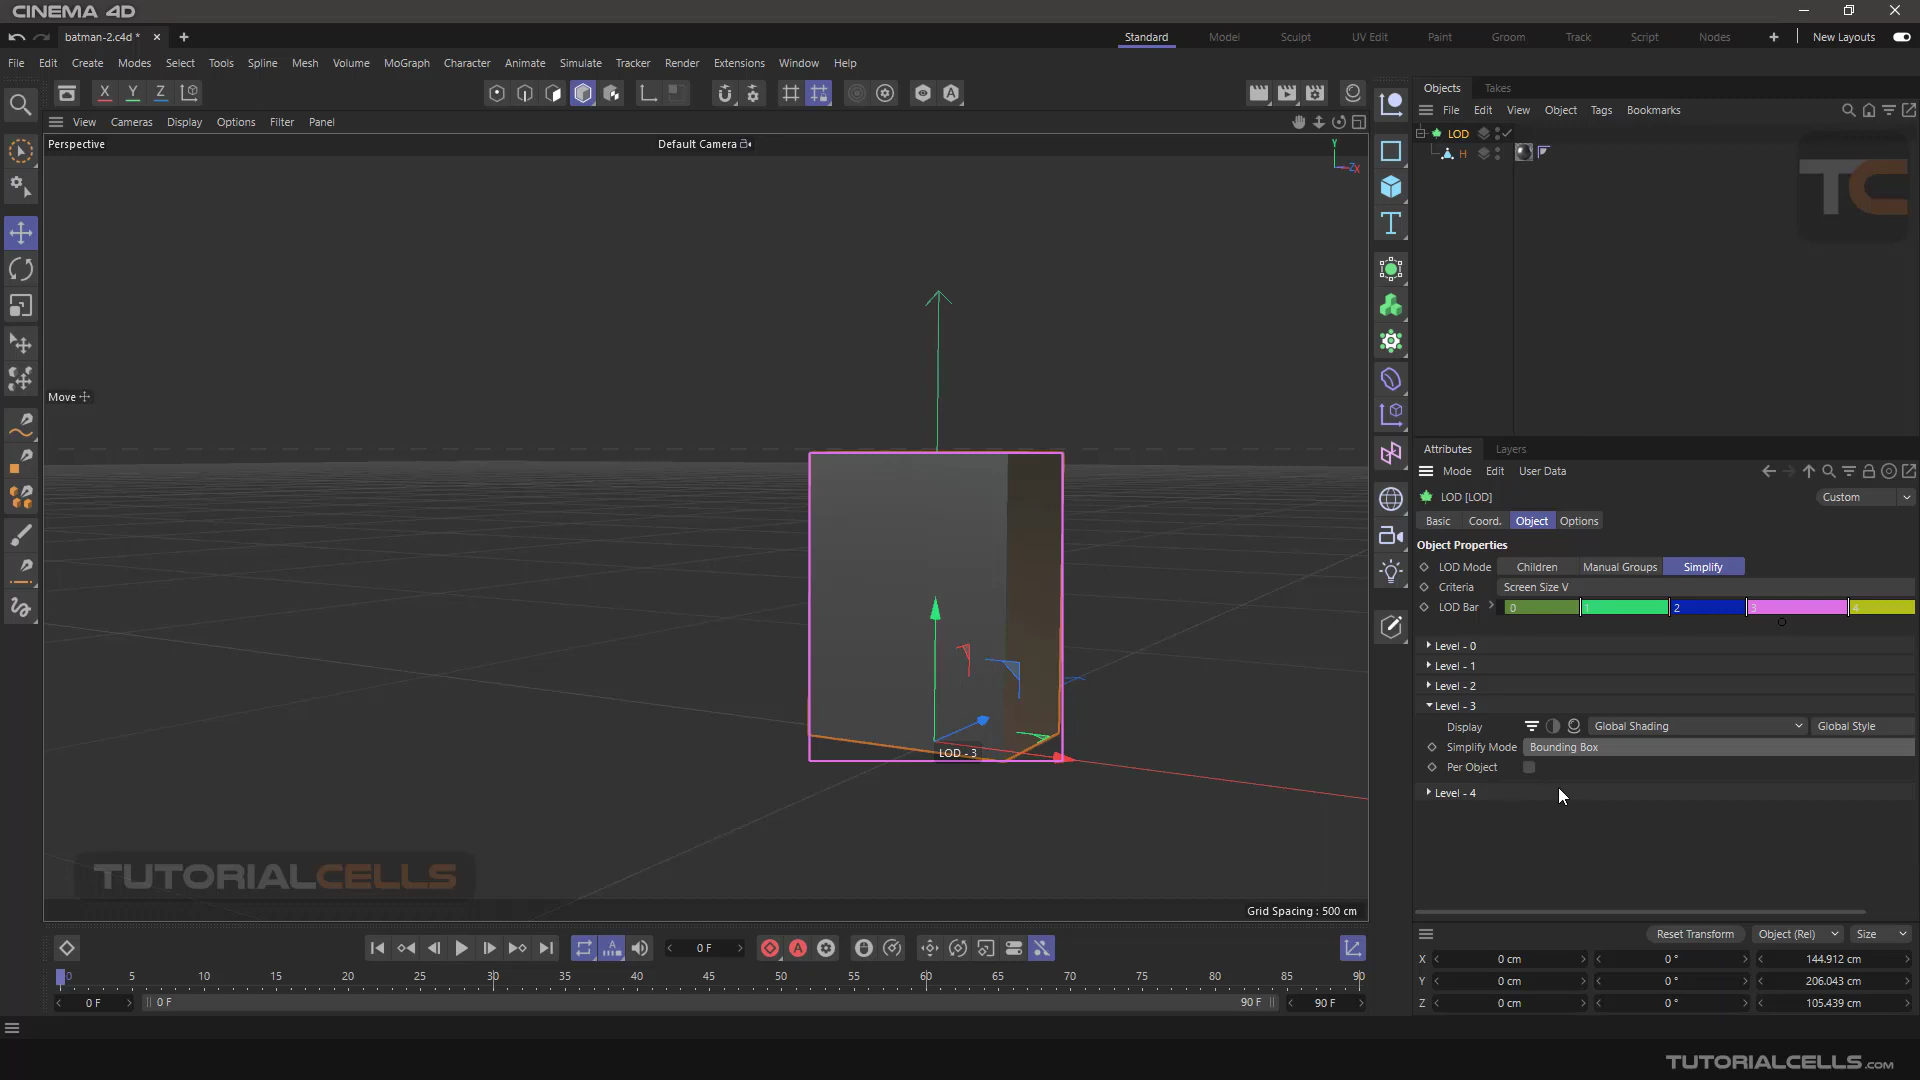 CINEMA 4D
batman-2.c4d *
Standard Model Sculpt UV Edit Paint Groom Track Script Nodes New Layouts
File Edit Create Modes Select Tools Spline Mesh Volume MoGraph Character Animate Simulate Tracker Render Extensions Window Help
X Y Z
View Cameras Display Options Filter Panel
Perspective
Default Camera
Y
Z X
Move
LOD - 3
TUTORIALCELLS
Grid Spacing : 500 cm
Objects Takes
File Edit View Object Tags Bookmarks
LOD
H
TC
Attributes Layers
Mode Edit User Data
LOD [LOD]
Custom
Basic Coord. Object Options
Object Properties
LOD Mode Children Manual Groups Simplify
Criteria Screen Size V
LOD Bar 0 1 2 3 4
Level - 0
Level - 1
Level - 2
Level - 3
Display Global Shading Global Style
Simplify Mode Bounding Box
Per Object
Level - 4
0 F
0 5 10 15 20 25 30 35 40 45 50 55 60 65 70 75 80 85 90
0 F 0 F 90 F 90 F
Reset Transform Object (Rel) Size
X 0 cm 0 ° 144.912 cm
Y 0 cm 0 ° 206.043 cm
Z 0 cm 0 ° 105.439 cm
TUTORIALCELLS.com